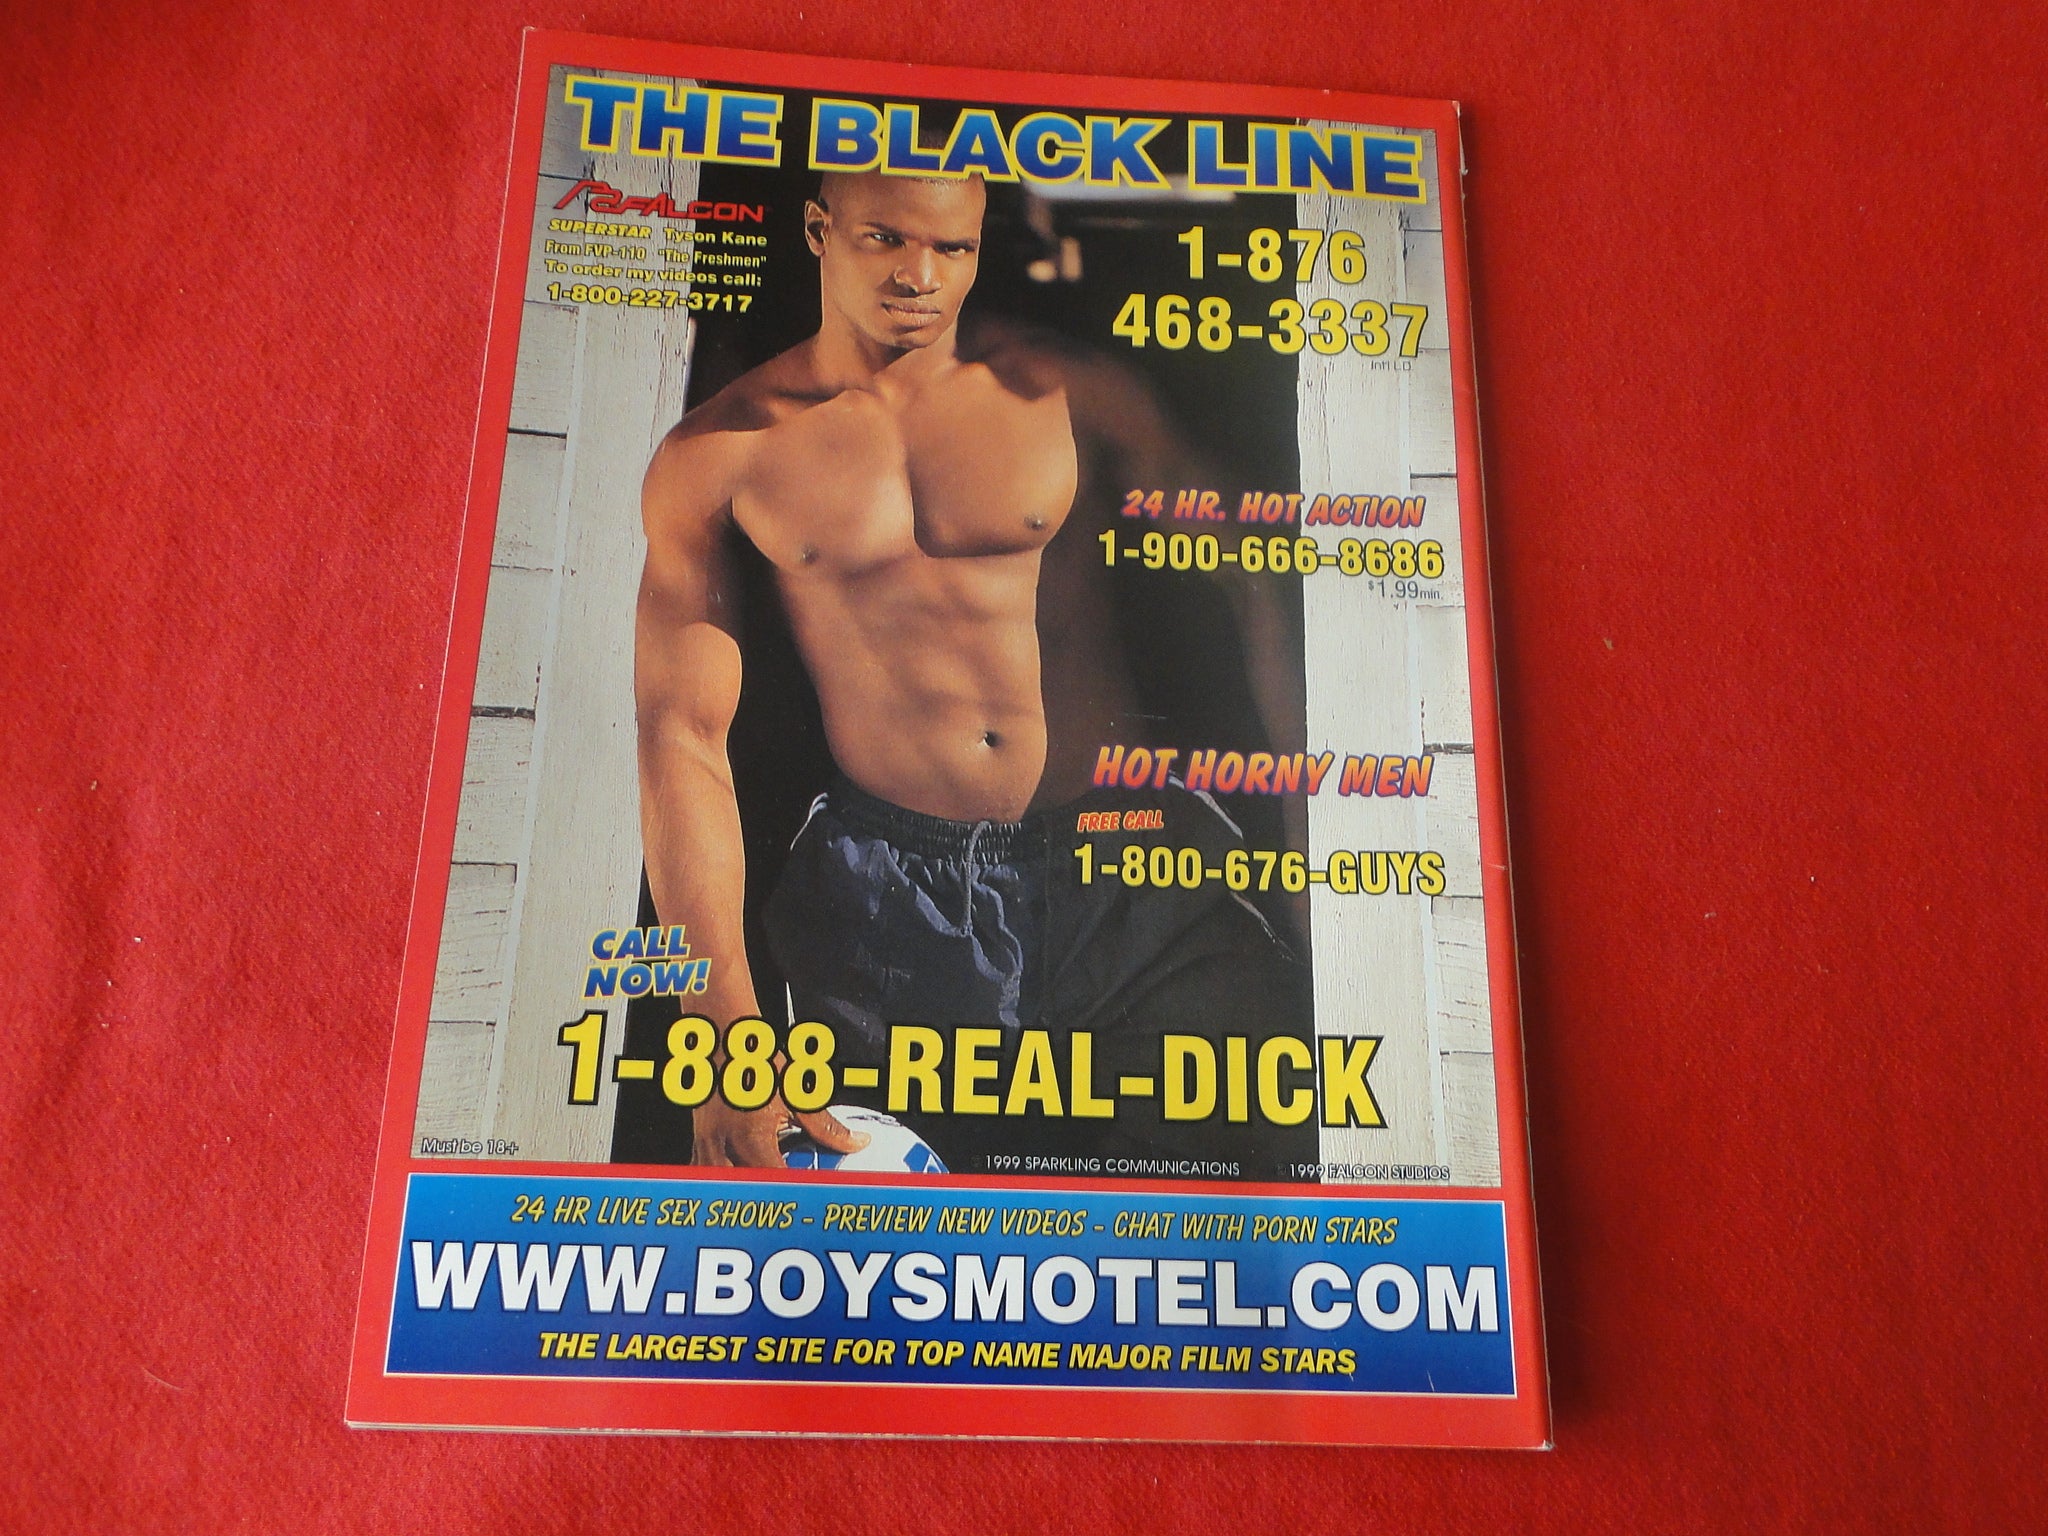 THE BLACK LINE
FALCON
SUPERSTAR Tyson Kane
From FVP-110 "The Freshmen"
To order my videos call:
1-800-227-3717
1-876
468-3337
Int'l L.D.
24 HR. HOT ACTION
1-900-666-8686
$1.99min.
HOT HORNY MEN
FREE CALL
1-800-676-GUYS
CALL
NOW!
1-888-REAL-DICK
Must be 18+
© 1999 SPARKLING COMMUNICATIONS
© 1999 FALCON STUDIOS
24 HR LIVE SEX SHOWS - PREVIEW NEW VIDEOS - CHAT WITH PORN STARS
WWW.BOYSMOTEL.COM
THE LARGEST SITE FOR TOP NAME MAJOR FILM STARS